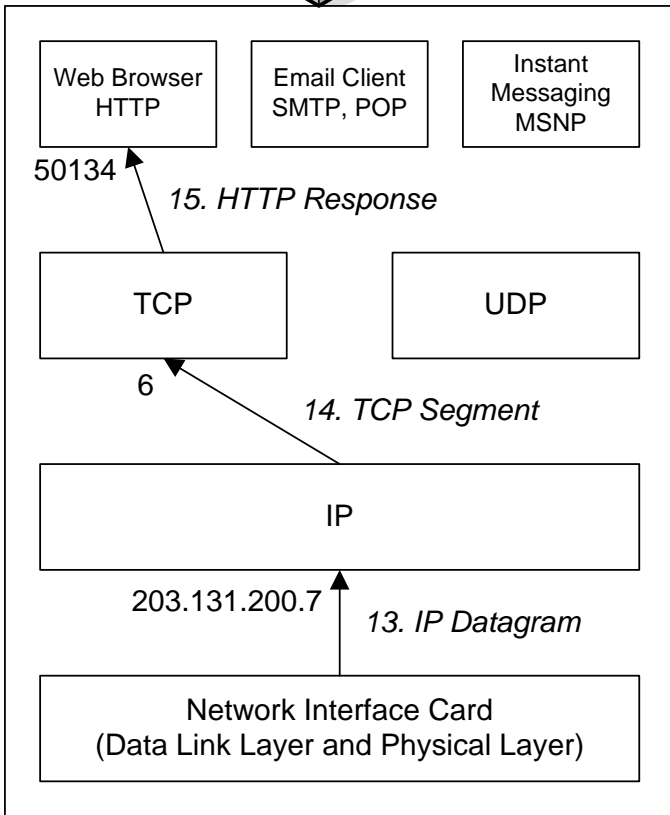 Web Browser
HTTP
Email Client
SMTP, POP
Instant
Messaging
MSNP
50134
15. HTTP Response
TCP
UDP
6
14. TCP Segment
IP
203.131.200.7
13. IP Datagram
Network Interface Card
(Data Link Layer and Physical Layer)